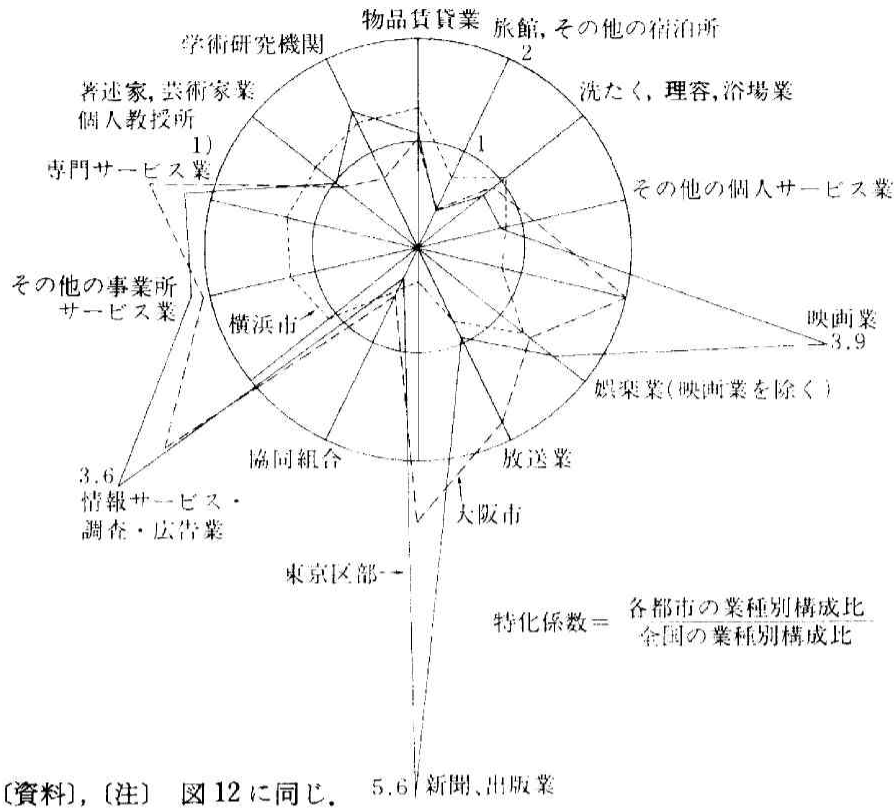 物品賃貸業
旅館,その他の宿泊所
2
学術研究機関
洗たく,理容,浴場業
著述家,芸術家業
個人教授所
1)
専門サービス業
1
その他の個人サービス業
その他の事業所
サービス業
横浜市
映画業
3.9
娯楽業(映画業を除く)
協同組合
放送業
3.6
情報サービス・
調査・広告業
大阪市
東京区部
特化係数=
各都市の業種別構成比
全国の業種別構成比
〔資料〕,〔注〕 図12に同じ.
5.6 新聞、出版業